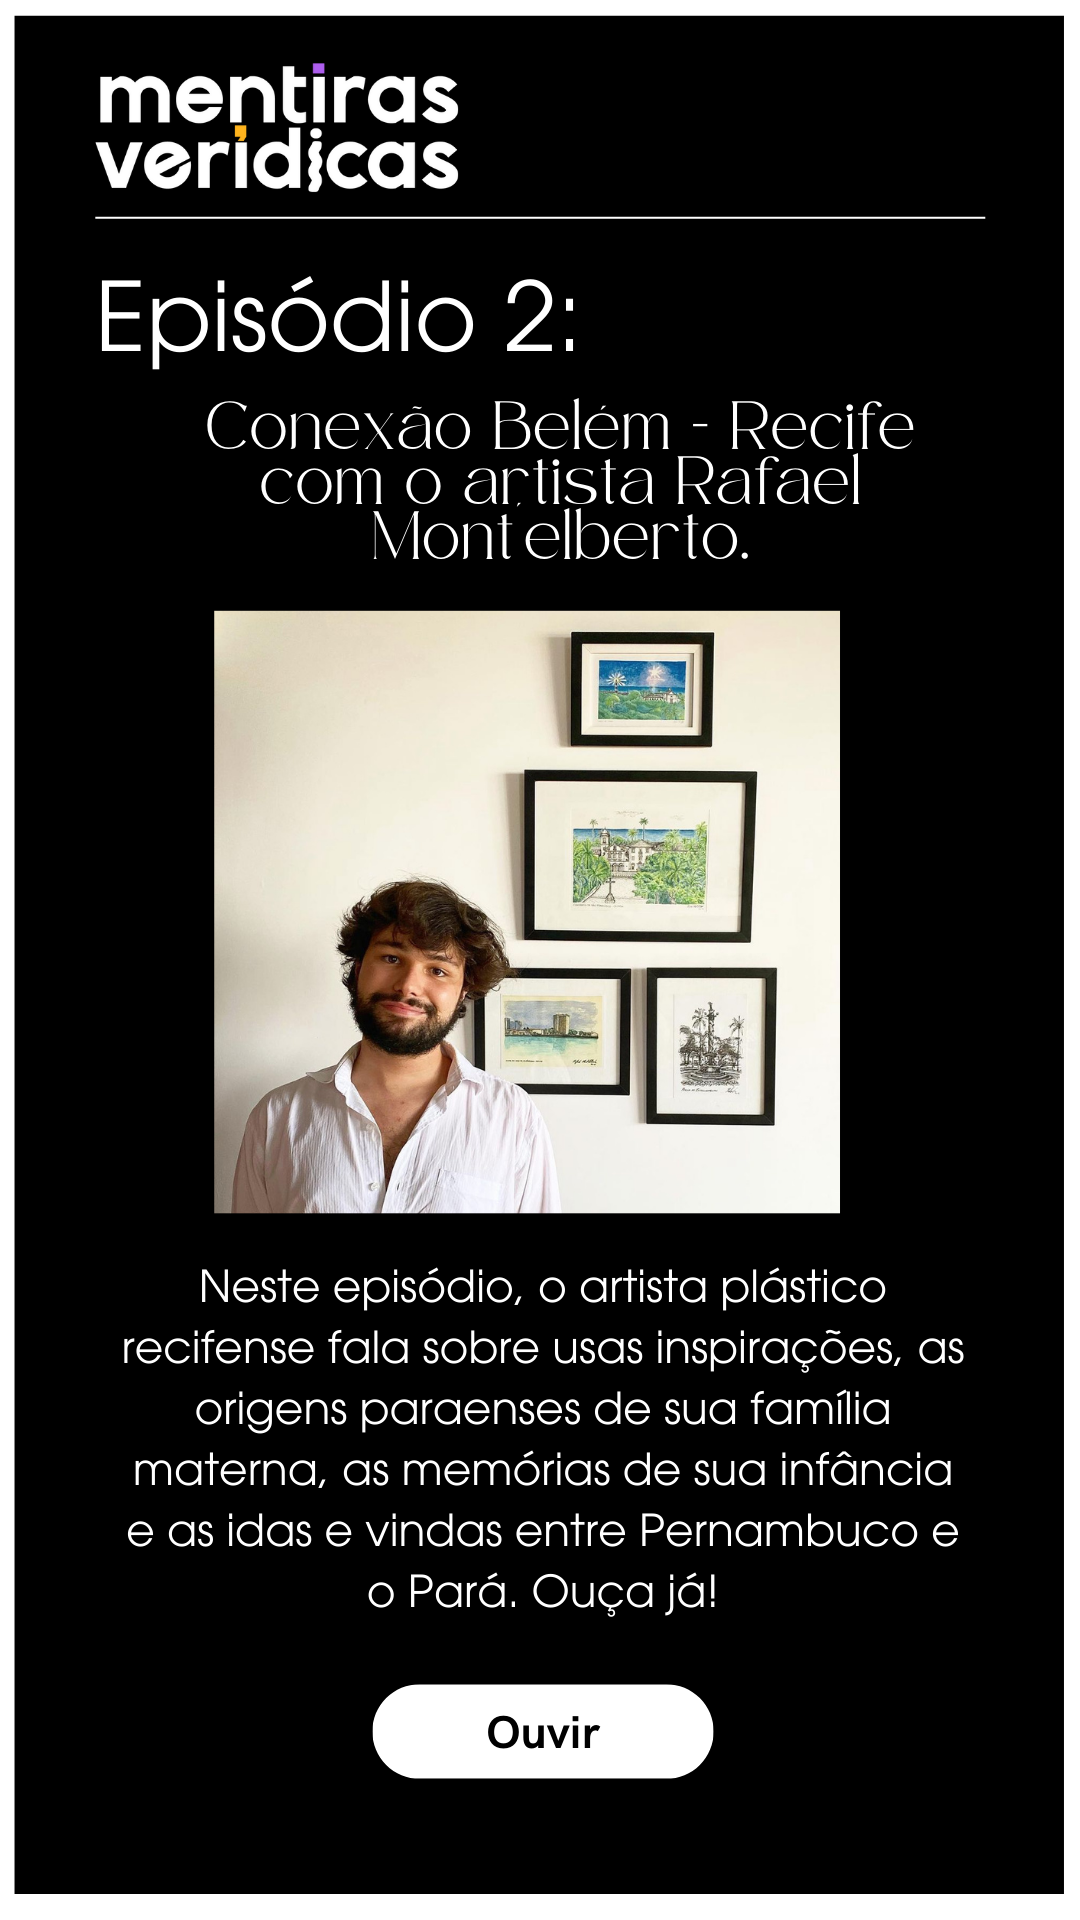 mentiras
verídicas
Episódio 2:
Conexão Belém - Recife
com o artista Rafael
Mont'elberto.
Neste episódio, o artista plástico
recifense fala sobre usas inspirações, as
origens paraenses de sua família
materna, as memórias de sua infância
e as idas e vindas entre Pernambuco e
o Pará. Ouça já!
Ouvir